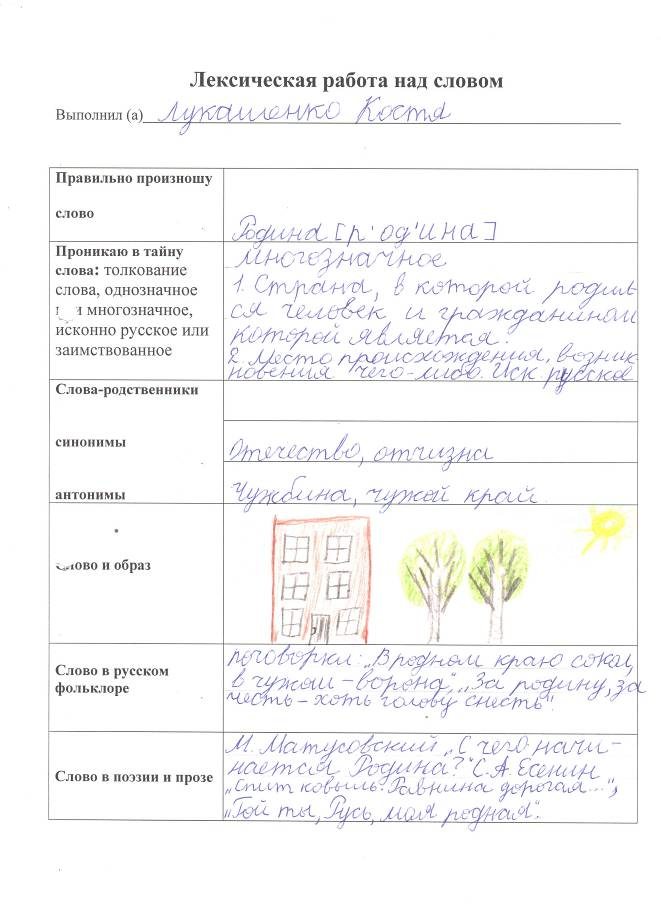 Лексическая работа над словом
Выполнил (а) Лукашенко Костя
Правильно произношу
слово
Родина [р'од'ина]
Проникаю в тайну
слова: толкование
слова, однозначное
и многозначное,
исконно русское или
заимствованное
многозначное
1. Страна, в которой родил-
ся человек и гражданином
которой является.
2. Место происхождения, возник-
новения чего-либо. Иск. русское
Слова-родственники
синонимы
Отечество, отчизна
антонимы
Чужбина, чужой край
Слово и образ
Слово в русском
фольклоре
поговорки: „В родном краю сокол,
в чужом – ворона", „За родину, за
честь – хоть голову снесть".
Слово в поэзии и прозе
М. Матусовский „С чего начи-
нается Родина?" С.А. Есенин
„Спит ковыль. Равнина дорогая...",
„Гой ты, Русь, моя родная".